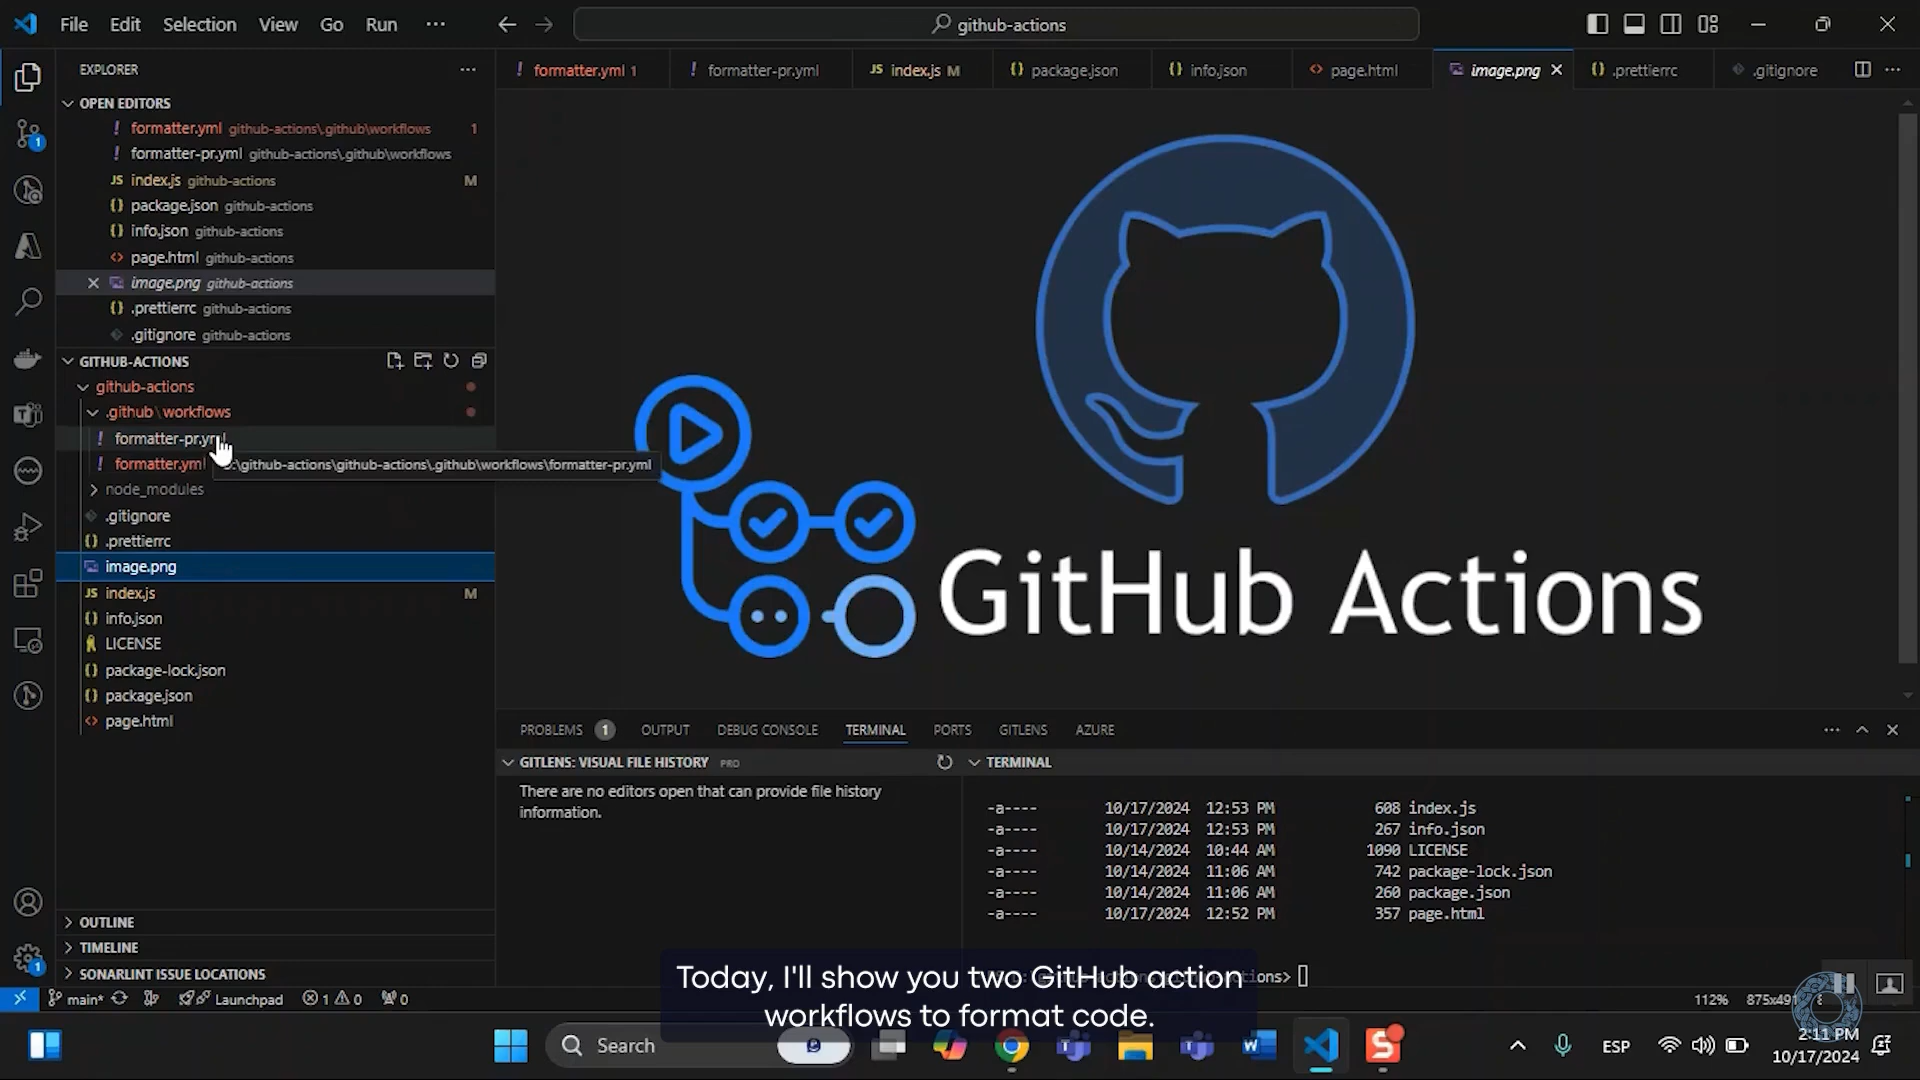 File Edit Selection View Go Run ···
github-actions
EXPLORER
OPEN EDITORS
! formatter.yml github-actions\.github\workflows 1
! formatter-pr.yml github-actions\.github\workflows
JS index.js github-actions M
{} package.json github-actions
{} info.json github-actions
<> page.html github-actions
image.png github-actions
{} .prettierrc github-actions
.gitignore github-actions
GITHUB-ACTIONS
github-actions
.github\workflows
! formatter-pr.yml
! formatter.yml
node_modules
.gitignore
{} .prettierrc
image.png
JS index.js M
{} info.json
LICENSE
{} package-lock.json
{} package.json
<> page.html
OUTLINE
TIMELINE
SONARLINT ISSUE LOCATIONS
! formatter.yml 1
! formatter-pr.yml
JS index.js M
{} package.json
{} info.json
<> page.html
image.png
{} .prettierrc
.gitignore
:\github-actions\github-actions\.github\workflows\formatter-pr.yml
GitHub Actions
PROBLEMS 1 OUTPUT DEBUG CONSOLE TERMINAL PORTS GITLENS AZURE
GITLENS: VISUAL FILE HISTORY PRO
There are no editors open that can provide file history
information.
TERMINAL
-a---- 10/17/2024 12:53 PM 608 index.js
-a---- 10/17/2024 12:53 PM 267 info.json
-a---- 10/14/2024 10:44 AM 1090 LICENSE
-a---- 10/14/2024 11:06 AM 742 package-lock.json
-a---- 10/14/2024 11:06 AM 260 package.json
-a---- 10/17/2024 12:52 PM 357 page.html
Today, I'll show you two GitHub action
workflows to format code.
main* Launchpad 1 0 0
112% 875x491
Search
ESP
2:11 PM
10/17/2024